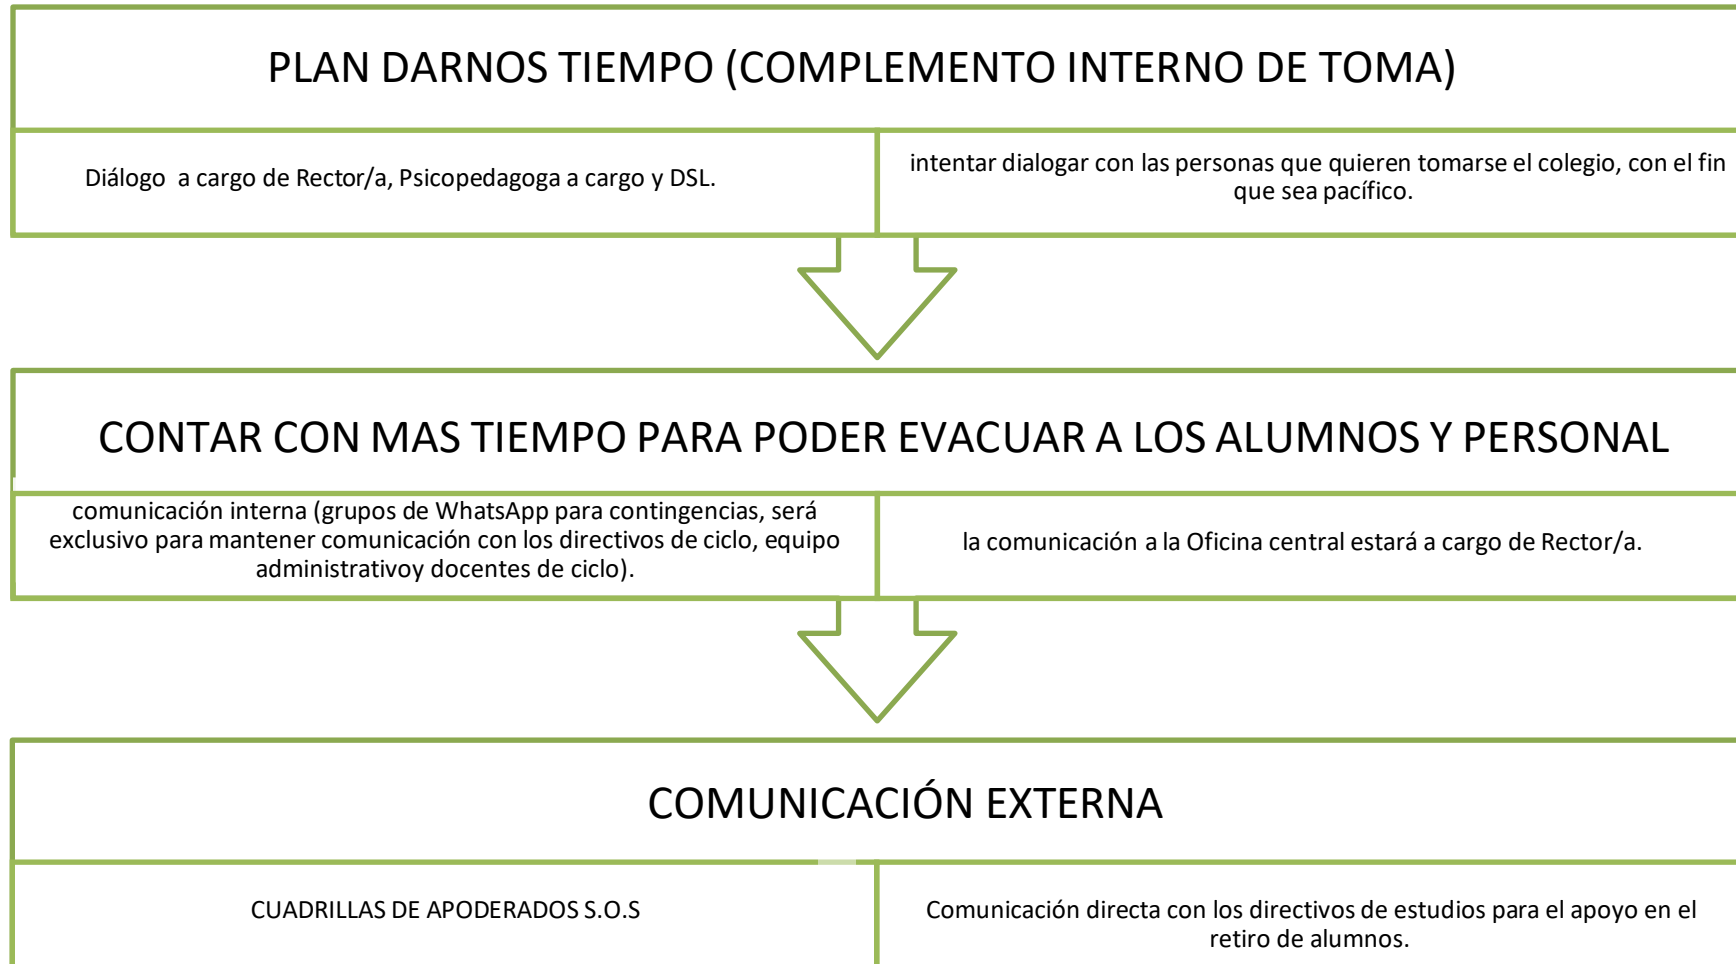 PLAN DARNOS TIEMPO (COMPLEMENTO INTERNO DE TOMA)
Diálogo  a cargo de Rector/a, Psicopedagoga a cargo y DSL.
intentar dialogar con las personas que quieren tomarse el colegio, con el fin
que sea pacífico.
CONTAR CON MAS TIEMPO PARA PODER EVACUAR A LOS ALUMNOS Y PERSONAL
comunicación interna (grupos de WhatsApp para contingencias, será
exclusivo para mantener comunicación con los directivos de ciclo, equipo
administrativoy docentes de ciclo).
la comunicación a la Oficina central estará a cargo de Rector/a.
COMUNICACIÓN EXTERNA
CUADRILLAS DE APODERADOS S.O.S
Comunicación directa con los directivos de estudios para el apoyo en el
retiro de alumnos.